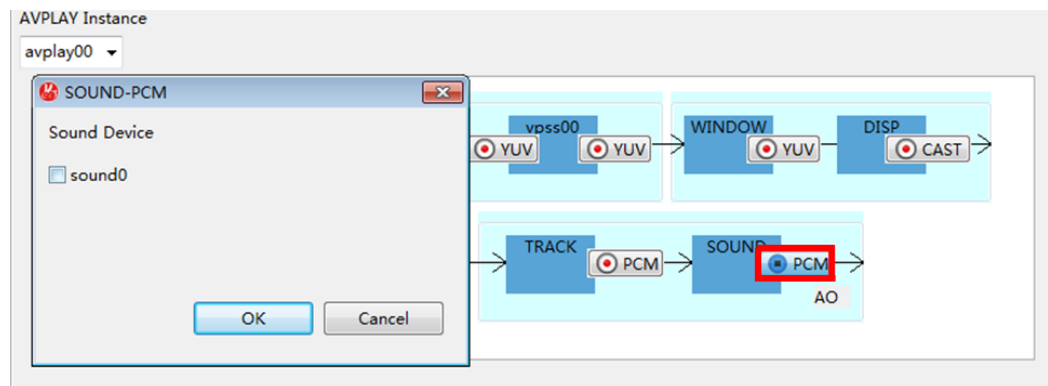 AVPLAY Instance
avplay00
SOUND-PCM
Sound Device
sound0
OK
Cancel
vpss00
YUV
YUV
WINDOW
YUV
DISP
CAST
TRACK
PCM
SOUND
PCM
AO